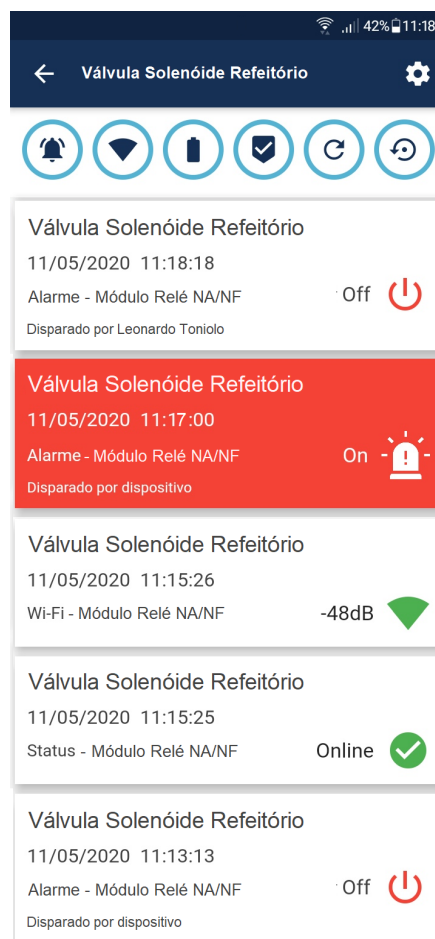 42% 11:18
Válvula Solenóide Refeitório
Válvula Solenóide Refeitório
11/05/2020 11:18:18
Alarme - Módulo Relé NA/NF Off
Disparado por Leonardo Toniolo
Válvula Solenóide Refeitório
11/05/2020 11:17:00
Alarme - Módulo Relé NA/NF On
Disparado por dispositivo
Válvula Solenóide Refeitório
11/05/2020 11:15:26
Wi-Fi - Módulo Relé NA/NF -48dB
Válvula Solenóide Refeitório
11/05/2020 11:15:25
Status - Módulo Relé NA/NF Online
Válvula Solenóide Refeitório
11/05/2020 11:13:13
Alarme - Módulo Relé NA/NF Off
Disparado por dispositivo